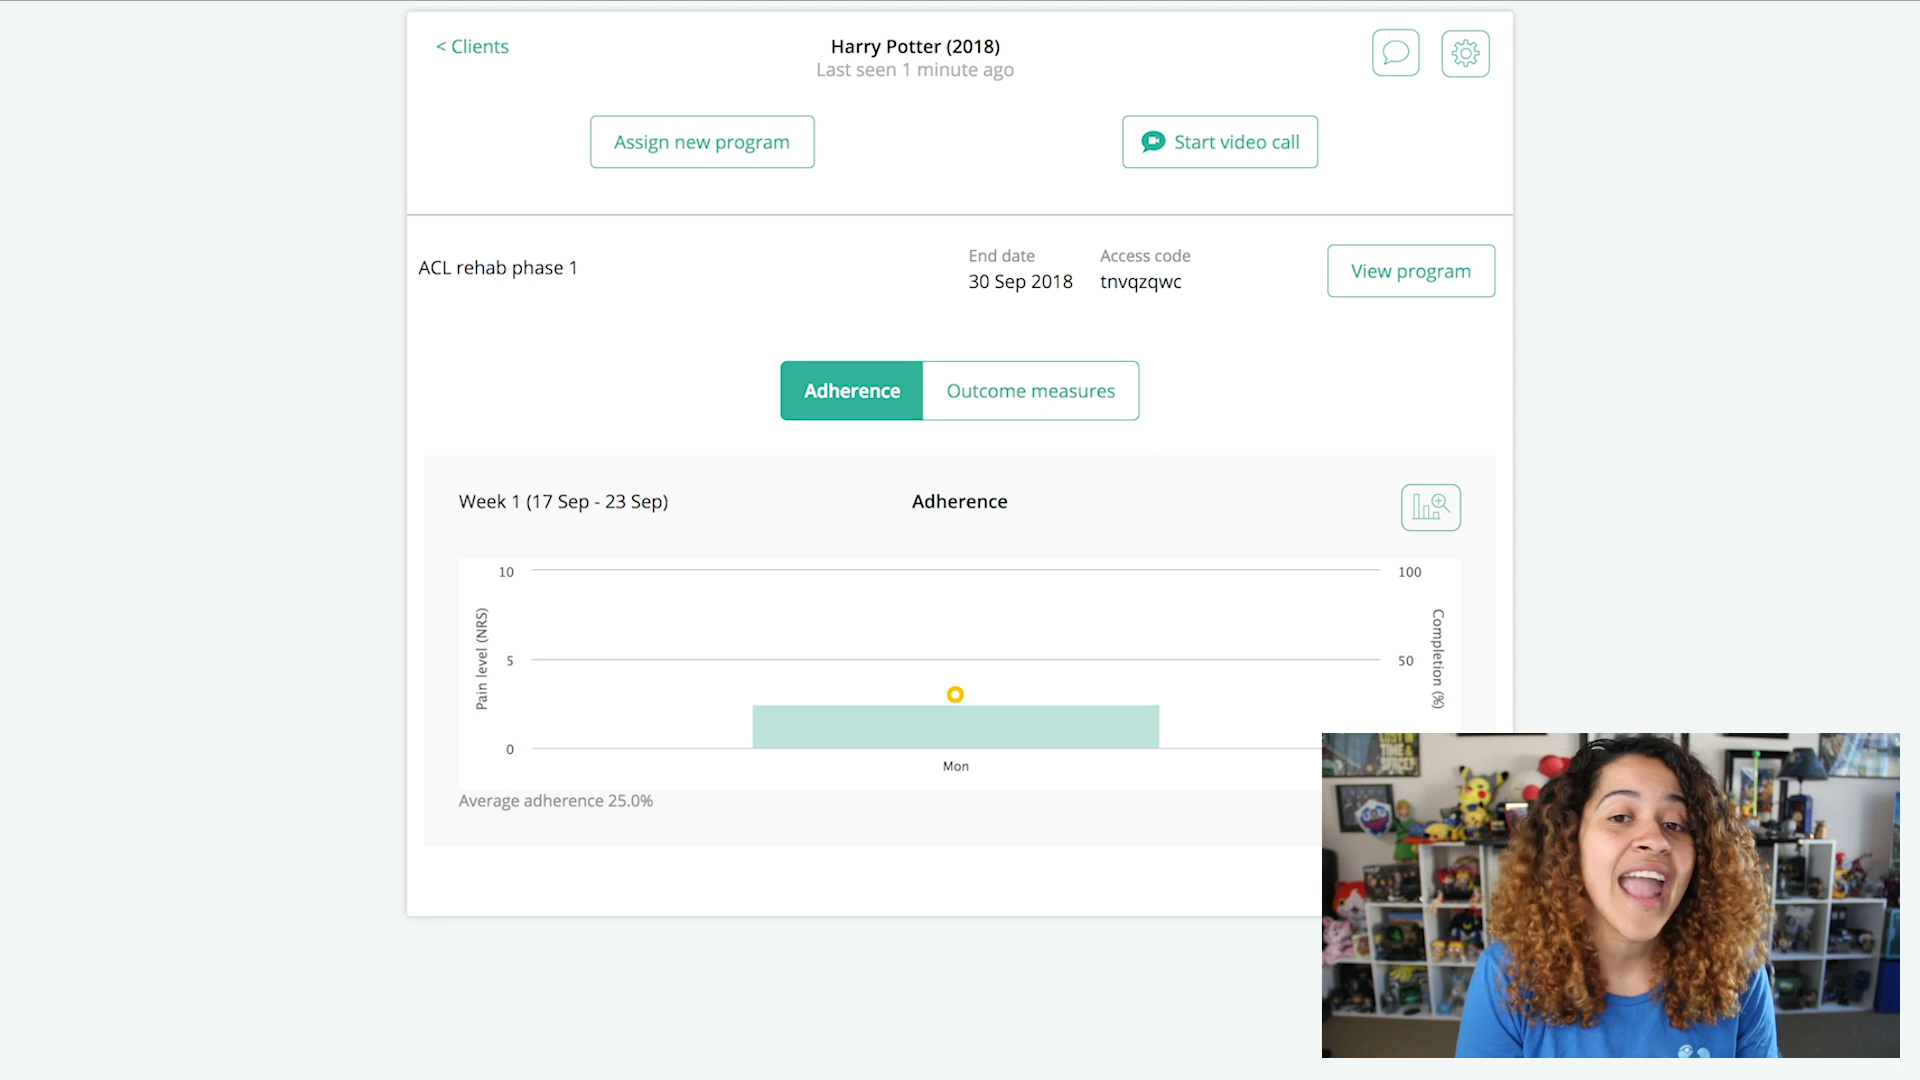 < Clients
Harry Potter (2018)
Last seen 1 minute ago
Assign new program
Start video call
ACL rehab phase 1
End date
30 Sep 2018
Access code
tnvqzqwc
View program
Adherence
Outcome measures
Week 1 (17 Sep - 23 Sep)
Adherence
10
5
0
Pain level (NRS)
100
50
Completion (%)
Mon
Average adherence 25.0%
TIME &
SPACE